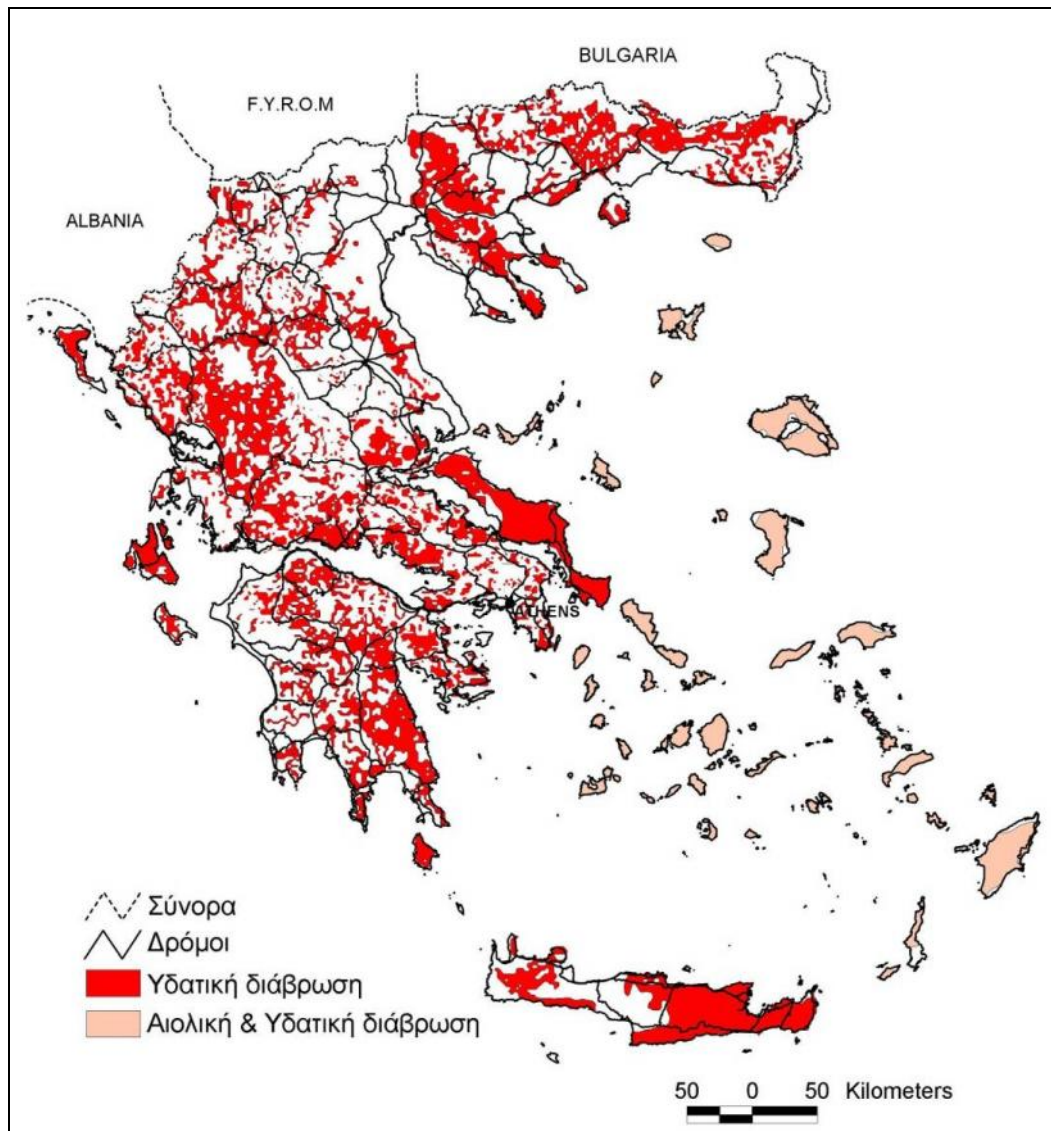 BULGARIA
F.Y.R.O.M
ALBANIA
ATHENS
Σύνορα
Δρόμοι
Υδατική διάβρωση
Αιολική & Υδατική διάβρωση
50 0 50 Kilometers